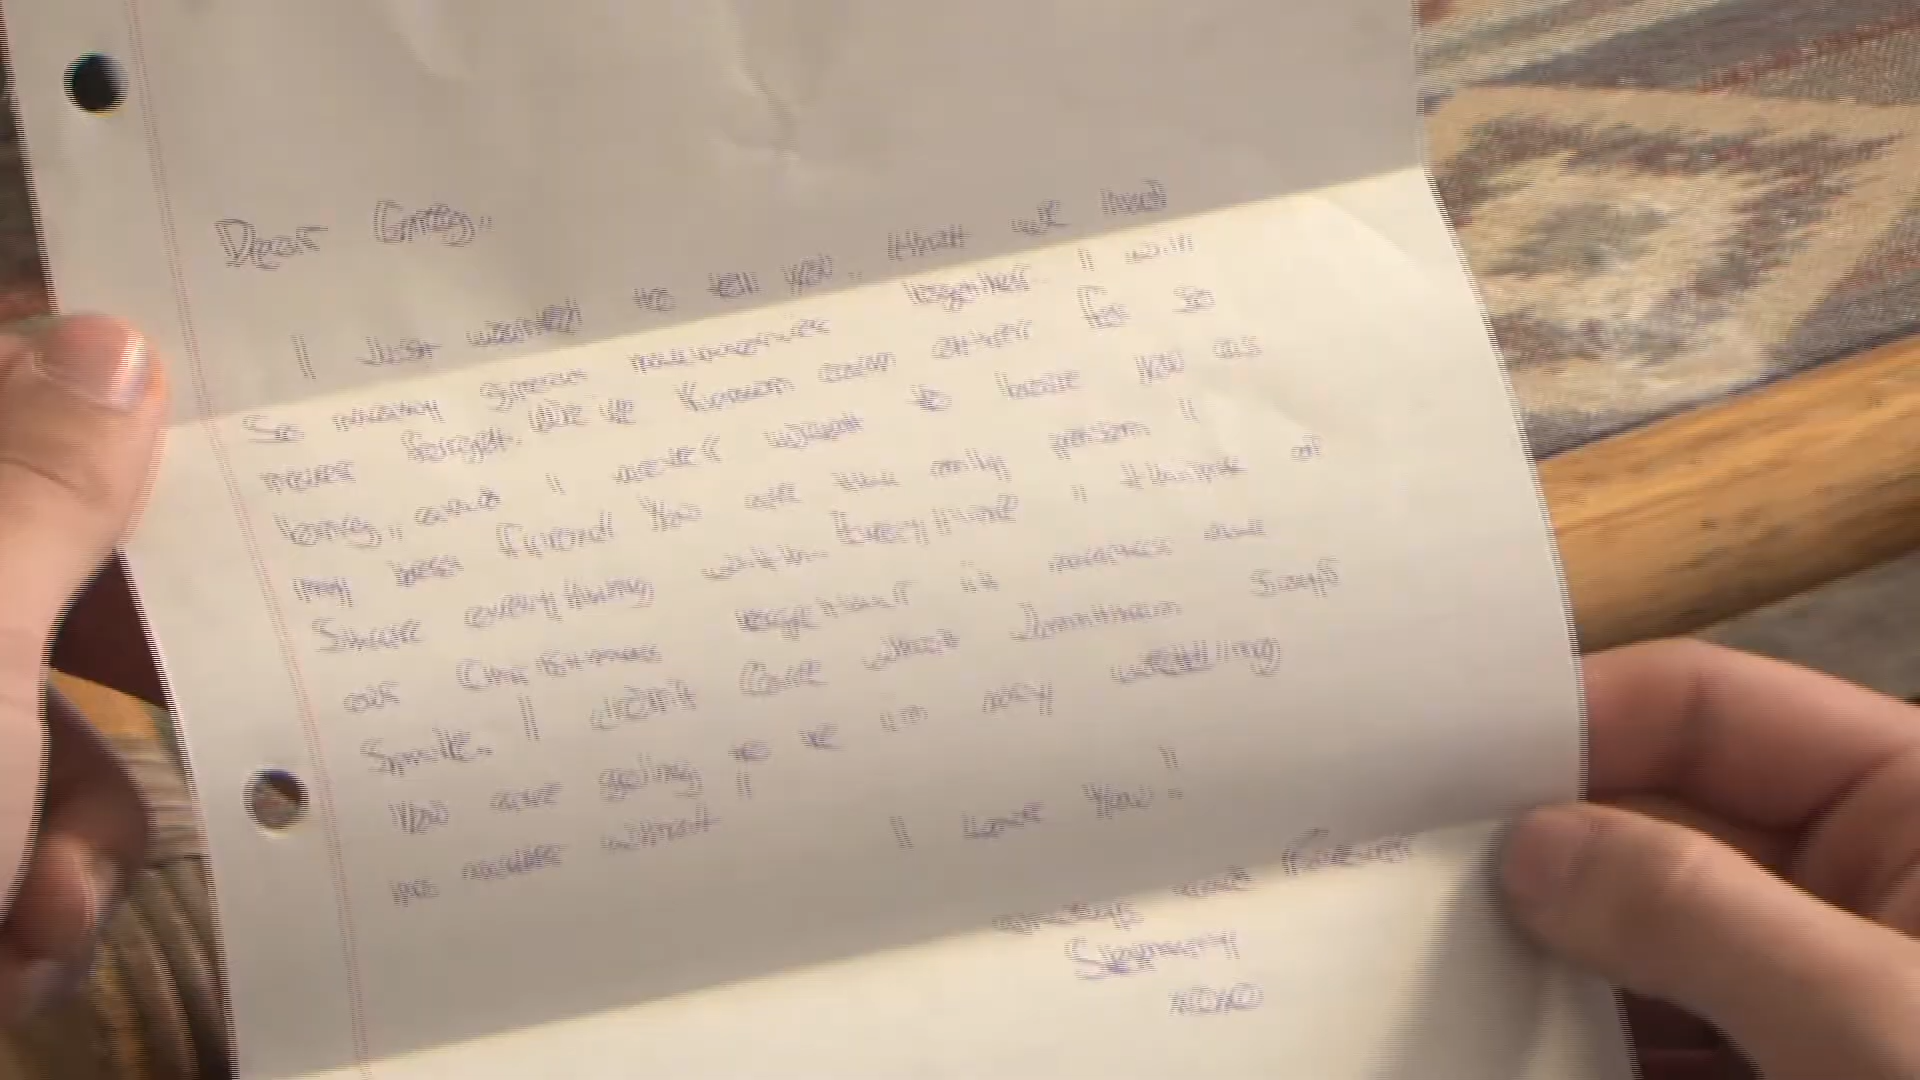 Dear Greg,
I just wanted to tell you, that we had
so many great memories together. I will
never forget. We've known each other for so
long, and I never want to lose you as
my best friend. You are the only person I
share everything with. Everytime I think of
our Christmas together it makes me
smile. I don't care what Jonathan says
You are going to be in my wedding
no matter what!
I Love You!
always and Forever
xoxo